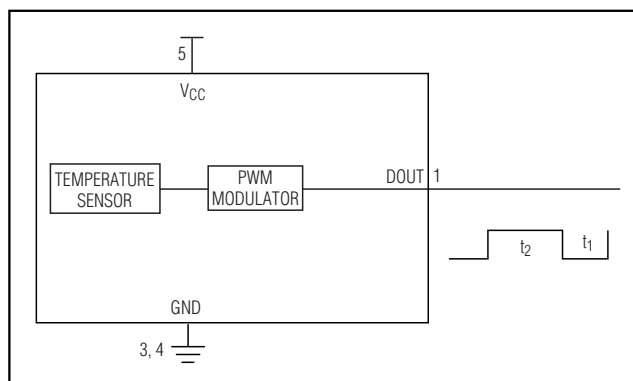 5
VCC
TEMPERATURE
SENSOR
PWM
MODULATOR
DOUT 1
t2
t1
GND
3, 4